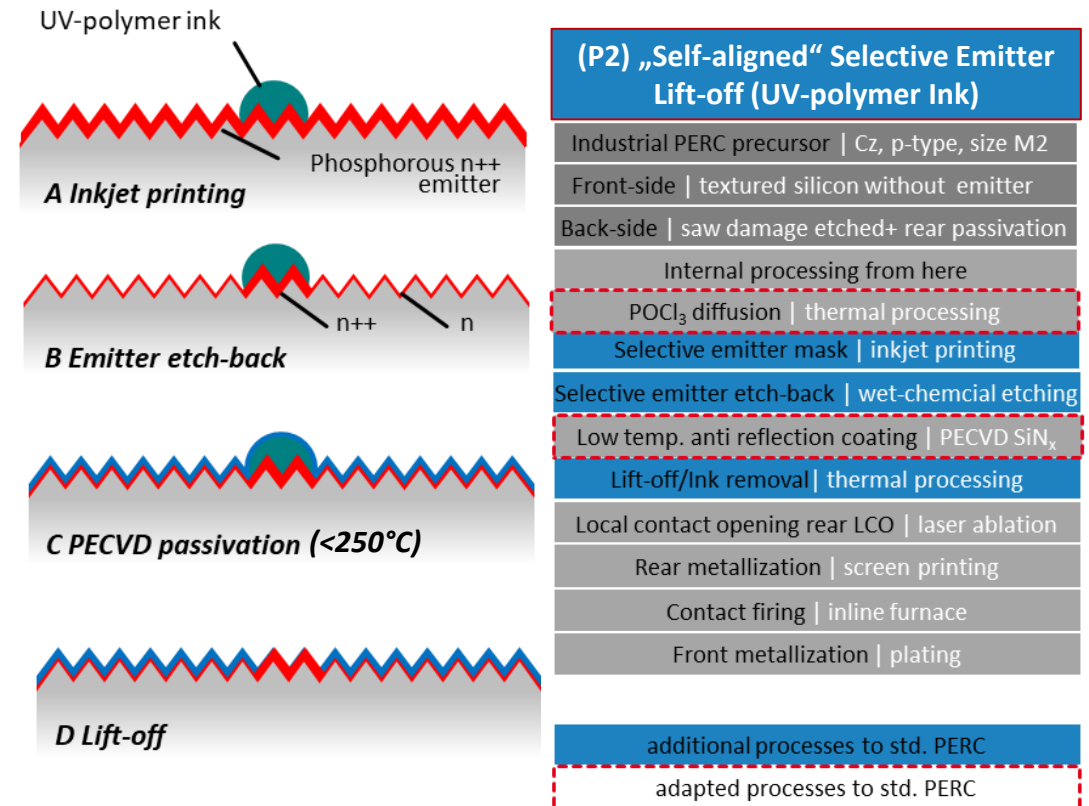 UV-polymer ink
Phosphorous n++
emitter
A Inkjet printing
n++
n
B Emitter etch-back
C PECVD passivation (<250°C)
D Lift-off
(P2) „Self-aligned“ Selective Emitter
Lift-off (UV-polymer Ink)
Industrial PERC precursor | Cz, p-type, size M2
Front-side | textured silicon without emitter
Back-side | saw damage etched+ rear passivation
Internal processing from here
POCl₃ diffusion | thermal processing
Selective emitter mask | inkjet printing
Selective emitter etch-back | wet-chemcial etching
Low temp. anti reflection coating | PECVD SiNₓ
Lift-off/Ink removal| thermal processing
Local contact opening rear LCO | laser ablation
Rear metallization | screen printing
Contact firing | inline furnace
Front metallization | plating
additional processes to std. PERC
adapted processes to std. PERC